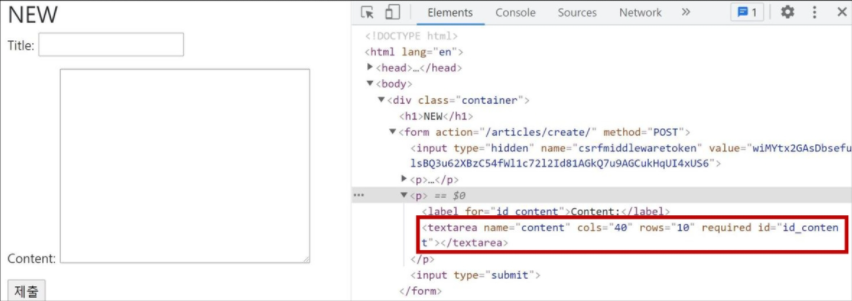 NEW
Title:
Content:
제출
Elements Console Sources Network » 1
<!DOCTYPE html>
<html lang="en">
<head>…</head>
<body>
<div class="container">
<h1>NEW</h1>
<form action="/articles/create/" method="POST">
<input type="hidden" name="csrfmiddlewaretoken" value="wiMYtx2GAsDbsefu
lsBQ3u62XBzC54fWl1c72l2Id81AGkQ7u9AGCukHqUI4xUS6">
<p>…</p>
<p> == $0
<label for="id_content">Content:</label>
<textarea name="content" cols="40" rows="10" required id="id_conten
t"></textarea>
</p>
<input type="submit">
</form>